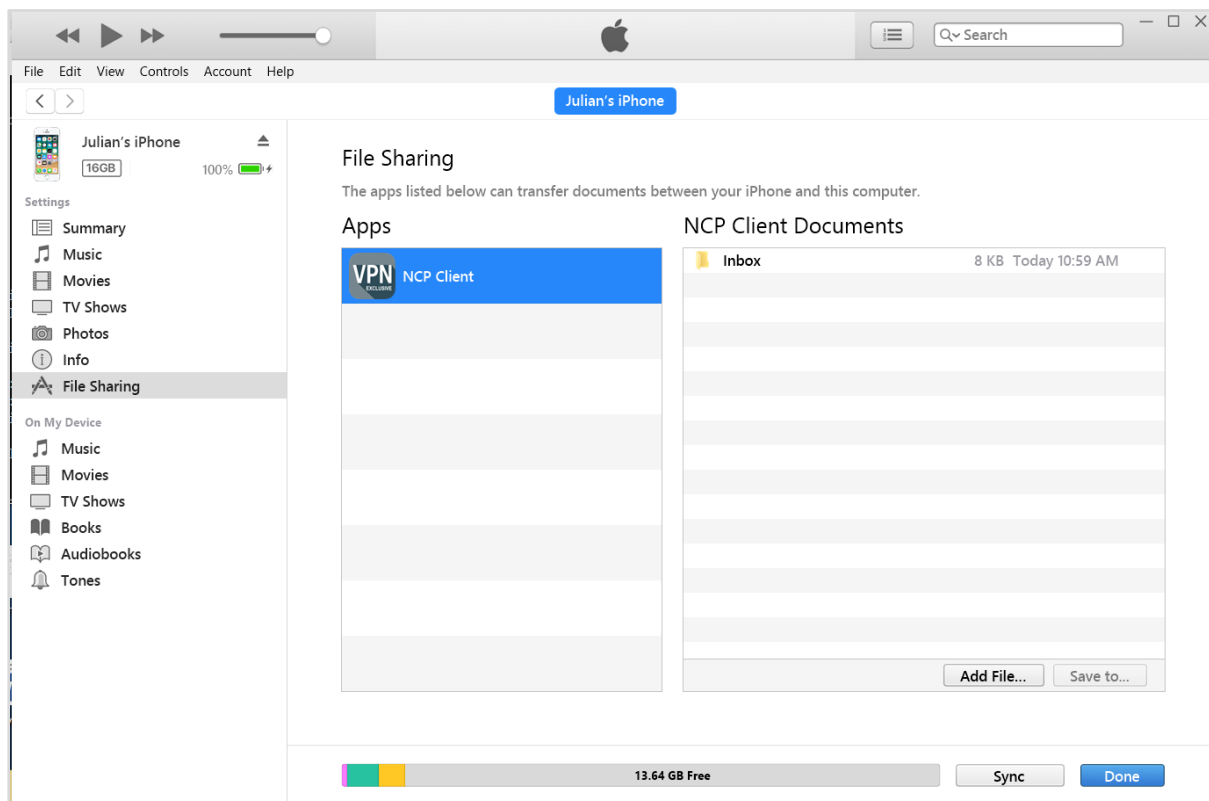 Search
File Edit View Controls Account Help
Julian's iPhone
Julian's iPhone
16GB 100%
Settings
Summary
Music
Movies
TV Shows
Photos
Info
File Sharing
On My Device
Music
Movies
TV Shows
Books
Audiobooks
Tones
File Sharing
The apps listed below can transfer documents between your iPhone and this computer.
Apps
VPN EXCLUSIVE NCP Client
NCP Client Documents
Inbox 8 KB Today 10:59 AM
Add File... Save to...
13.64 GB Free Sync Done